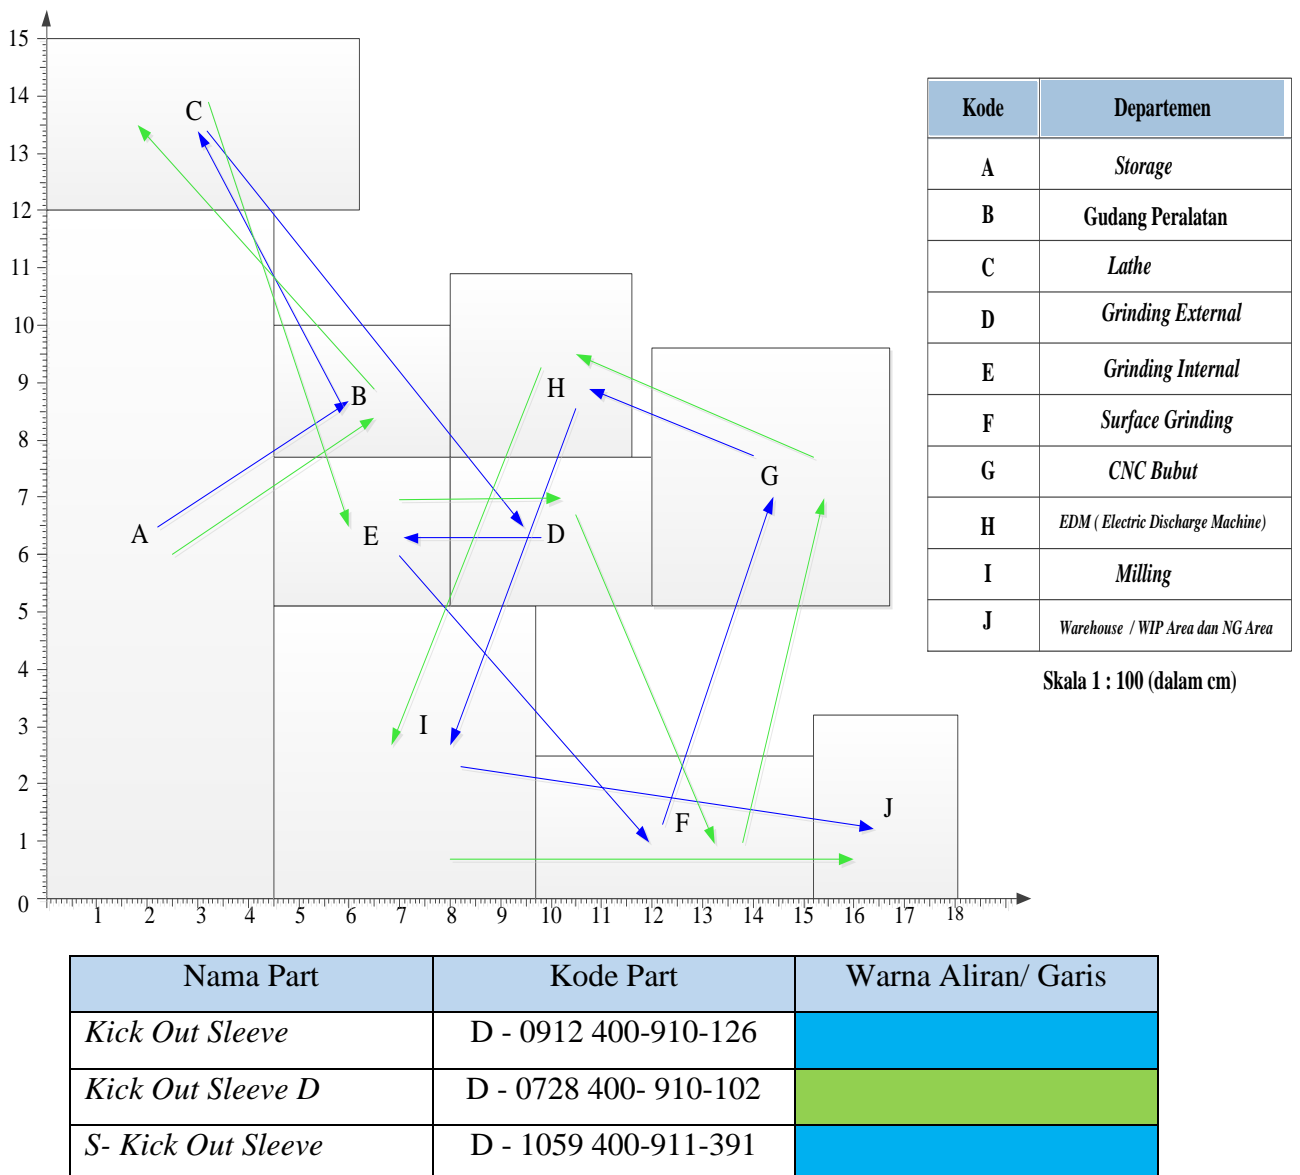 15
14
13
12
11
10
9
8
7
6
5
4
3
2
1
0
1 2 3 4 5 6 7 8 9 10 11 12 13 14 15 16 17 18
C
B
H
G
A
E
D
I
J
F
Kode Departemen
A Storage
B Gudang Peralatan
C Lathe
D Grinding External
E Grinding Internal
F Surface Grinding
G CNC Bubut
H EDM ( Electric Discharge Machine)
I Milling
J Warehouse / WIP Area dan NG Area
Skala 1 : 100 (dalam cm)
Nama Part Kode Part Warna Aliran/ Garis
Kick Out Sleeve D - 0912 400-910-126
Kick Out Sleeve D D - 0728 400- 910-102
S- Kick Out Sleeve D - 1059 400-911-391